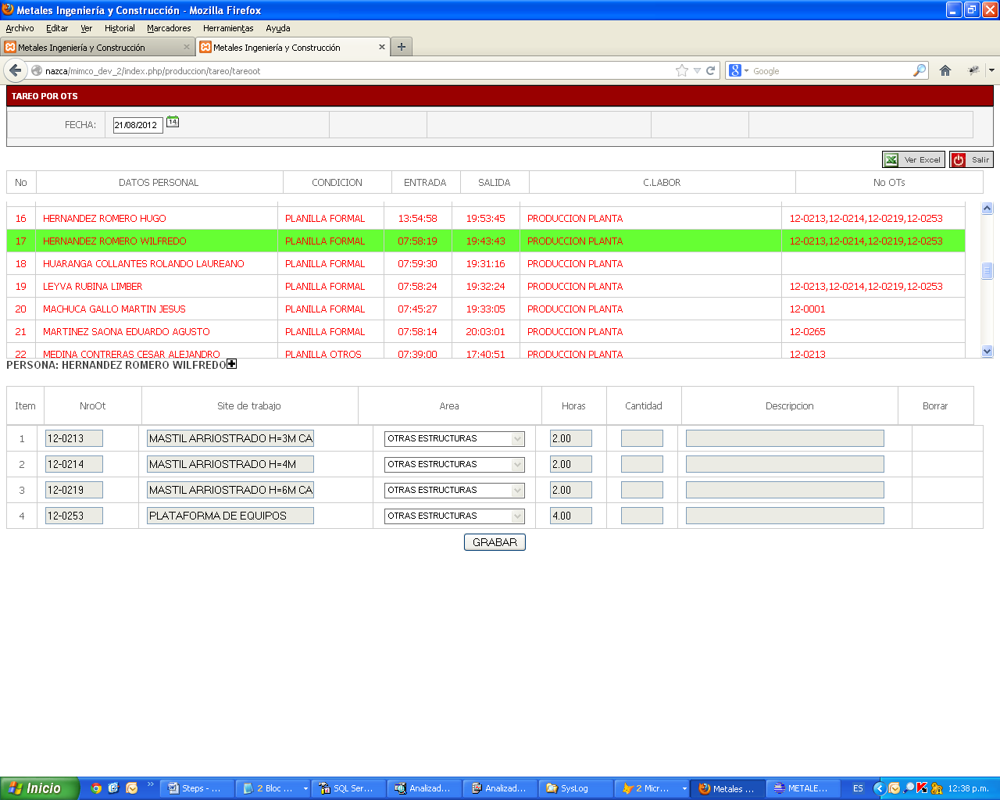 Metales Ingeniería y Construcción - Mozilla Firefox
Archivo Editar Ver Historial Marcadores Herramientas Ayuda
Metales Ingeniería y Construcción Metales Ingeniería y Construcción
nazca/mimco_dev_2/index.php/produccion/tareo/tareoot Google
TAREO POR OTS
FECHA: 21/08/2012 14
Ver Excel Salir
No DATOS PERSONAL CONDICION ENTRADA SALIDA C.LABOR No OTs
16 HERNANDEZ ROMERO HUGO PLANILLA FORMAL 13:54:58 19:53:45 PRODUCCION PLANTA 12-0213,12-0214,12-0219,12-0253
17 HERNANDEZ ROMERO WILFREDO PLANILLA FORMAL 07:58:19 19:43:43 PRODUCCION PLANTA 12-0213,12-0214,12-0219,12-0253
18 HUARANGA COLLANTES ROLANDO LAUREANO PLANILLA FORMAL 07:59:30 19:31:16 PRODUCCION PLANTA
19 LEYVA RUBINA LIMBER PLANILLA FORMAL 07:58:24 19:32:24 PRODUCCION PLANTA 12-0213,12-0214,12-0219,12-0253
20 MACHUCA GALLO MARTIN JESUS PLANILLA FORMAL 07:45:27 19:33:05 PRODUCCION PLANTA 12-0001
21 MARTINEZ SAONA EDUARDO AGUSTO PLANILLA FORMAL 07:58:14 20:03:01 PRODUCCION PLANTA 12-0265
22 MEDINA CONTRERAS CESAR ALEJANDRO PLANILLA OTROS 07:39:00 17:40:51 PRODUCCION PLANTA 12-0213
PERSONA: HERNANDEZ ROMERO WILFREDO
Item NroOt Site de trabajo Area Horas Cantidad Descripcion Borrar
1 12-0213 MASTIL ARRIOSTRADO H=3M CA OTRAS ESTRUCTURAS 2.00
2 12-0214 MASTIL ARRIOSTRADO H=4M OTRAS ESTRUCTURAS 2.00
3 12-0219 MASTIL ARRIOSTRADO H=6M CA OTRAS ESTRUCTURAS 2.00
4 12-0253 PLATAFORMA DE EQUIPOS OTRAS ESTRUCTURAS 4.00
GRABAR
Inicio » Steps - ... 2 Bloc ... SQL Ser... Analizad... Analizad... SysLog 2 Micr... Metales ... METALE... ES 12:38 p.m.